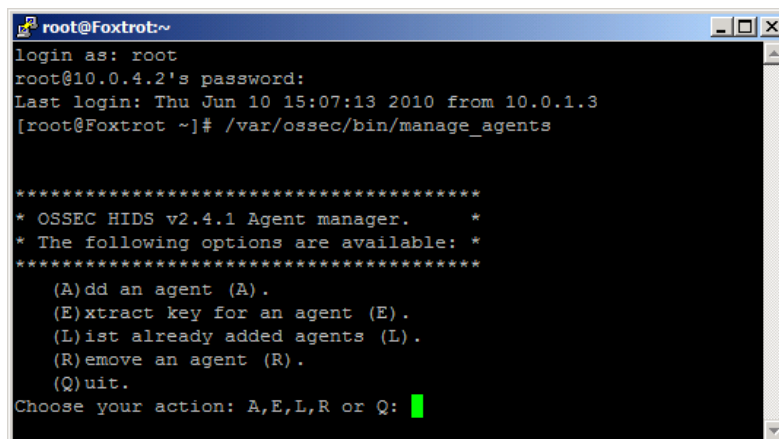 root@Foxtrot:~
login as: root
root@10.0.4.2's password:
Last login: Thu Jun 10 15:07:13 2010 from 10.0.1.3
[root@Foxtrot ~]# /var/ossec/bin/manage_agents
****************************************
* OSSEC HIDS v2.4.1 Agent manager.     *
* The following options are available: *
****************************************
   (A)dd an agent (A).
   (E)xtract key for an agent (E).
   (L)ist already added agents (L).
   (R)emove an agent (R).
   (Q)uit.
Choose your action: A,E,L,R or Q: